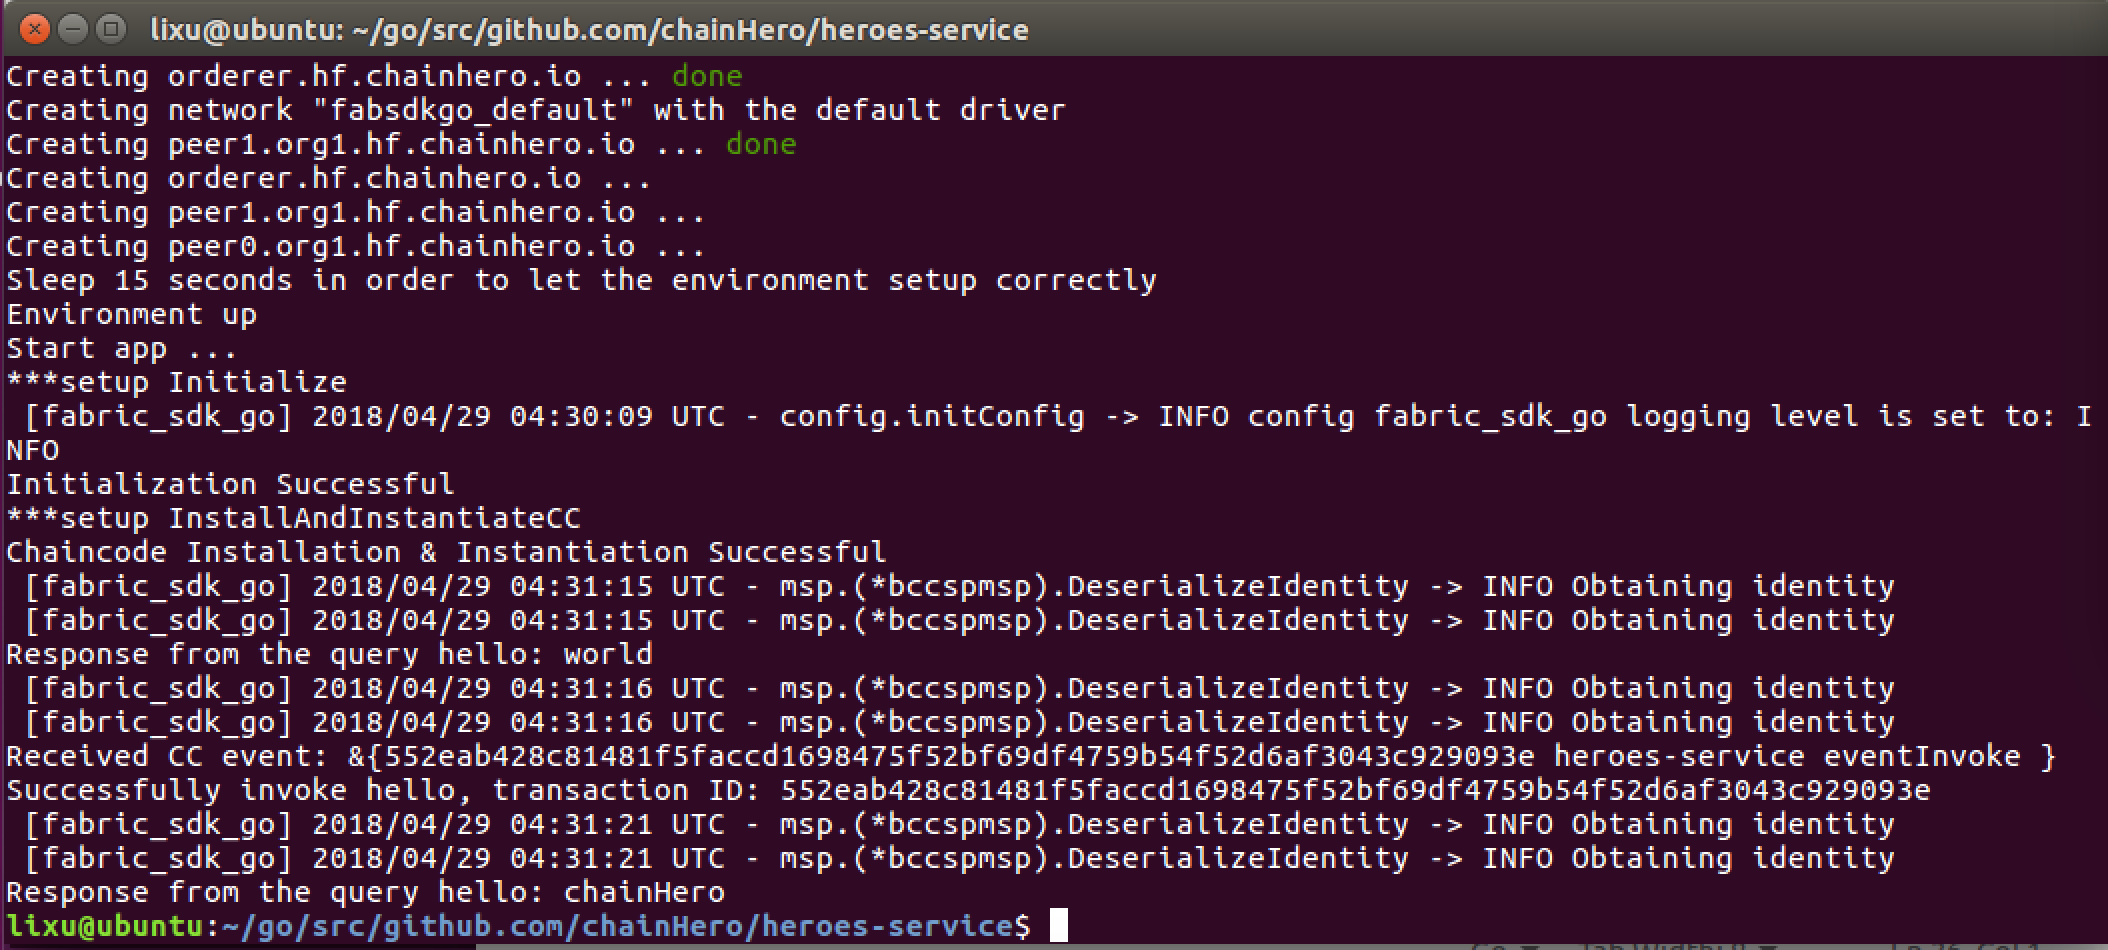 lixu@ubuntu: ~/go/src/github.com/chainHero/heroes-service
Creating orderer.hf.chainhero.io ... done
Creating network "fabsdkgo_default" with the default driver
Creating peer1.org1.hf.chainhero.io ... done
Creating orderer.hf.chainhero.io ...
Creating peer1.org1.hf.chainhero.io ...
Creating peer0.org1.hf.chainhero.io ...
Sleep 15 seconds in order to let the environment setup correctly
Environment up
Start app ...
***setup Initialize
 [fabric_sdk_go] 2018/04/29 04:30:09 UTC - config.initConfig -> INFO config fabric_sdk_go logging level is set to: I
NFO
Initialization Successful
***setup InstallAndInstantiateCC
Chaincode Installation & Instantiation Successful
 [fabric_sdk_go] 2018/04/29 04:31:15 UTC - msp.(*bccspmsp).DeserializeIdentity -> INFO Obtaining identity
 [fabric_sdk_go] 2018/04/29 04:31:15 UTC - msp.(*bccspmsp).DeserializeIdentity -> INFO Obtaining identity
Response from the query hello: world
 [fabric_sdk_go] 2018/04/29 04:31:16 UTC - msp.(*bccspmsp).DeserializeIdentity -> INFO Obtaining identity
 [fabric_sdk_go] 2018/04/29 04:31:16 UTC - msp.(*bccspmsp).DeserializeIdentity -> INFO Obtaining identity
Received CC event: &{552eab428c81481f5faccd1698475f52bf69df4759b54f52d6af3043c929093e heroes-service eventInvoke }
Successfully invoke hello, transaction ID: 552eab428c81481f5faccd1698475f52bf69df4759b54f52d6af3043c929093e
 [fabric_sdk_go] 2018/04/29 04:31:21 UTC - msp.(*bccspmsp).DeserializeIdentity -> INFO Obtaining identity
 [fabric_sdk_go] 2018/04/29 04:31:21 UTC - msp.(*bccspmsp).DeserializeIdentity -> INFO Obtaining identity
Response from the query hello: chainHero
lixu@ubuntu:~/go/src/github.com/chainHero/heroes-service$